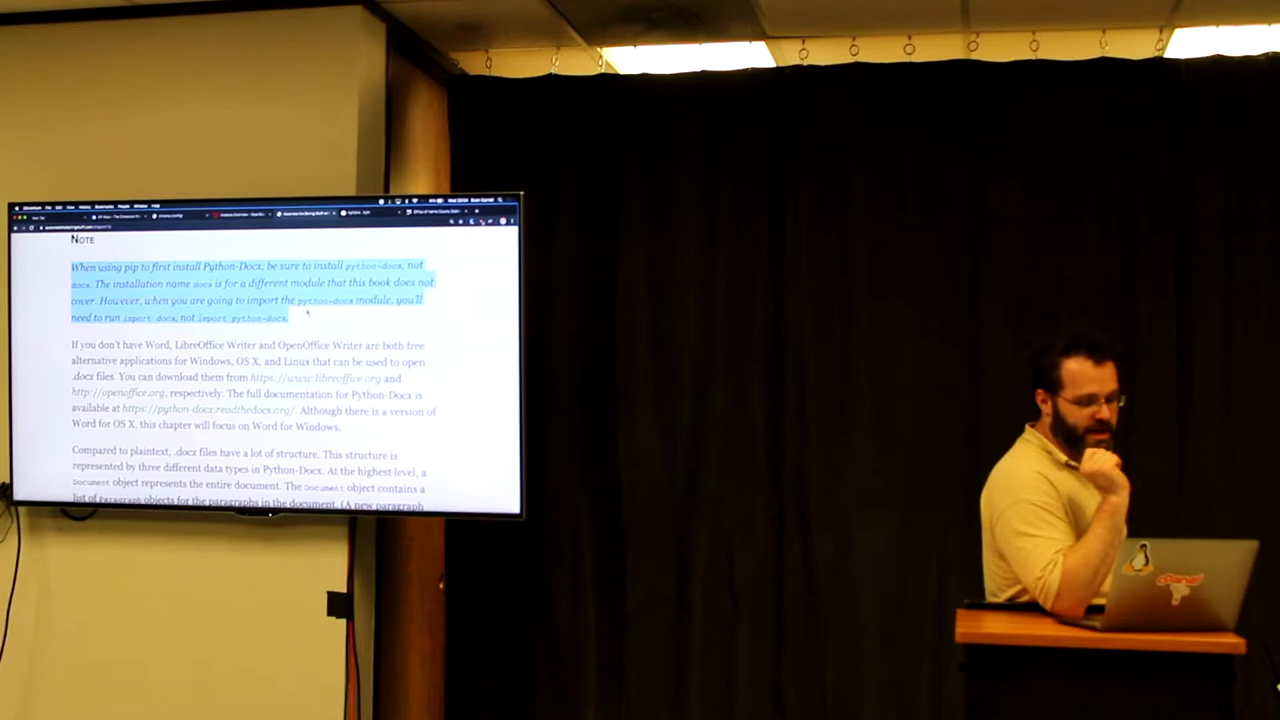 NOTE
When using pip to first install Python-Docx, be sure to install python-docx, not
docx. The installation name docx is for a different module that this book does not
cover. However, when you are going to import the python-docx module, you'll
need to run import docx, not import python-docx.
If you don't have Word, LibreOffice Writer and OpenOffice Writer are both free
alternative applications for Windows, OS X, and Linux that can be used to open
.docx files. You can download them from https://www.libreoffice.org and
http://openoffice.org, respectively. The full documentation for Python-Docx is
available at https://python-docx.readthedocs.org/. Although there is a version of
Word for OS X, this chapter will focus on Word for Windows.
Compared to plaintext, .docx files have a lot of structure. This structure is
represented by three different data types in Python-Docx. At the highest level, a
Document object represents the entire document. The Document object contains a
list of Paragraph objects for the paragraphs in the document. (A new paragraph
cPanel